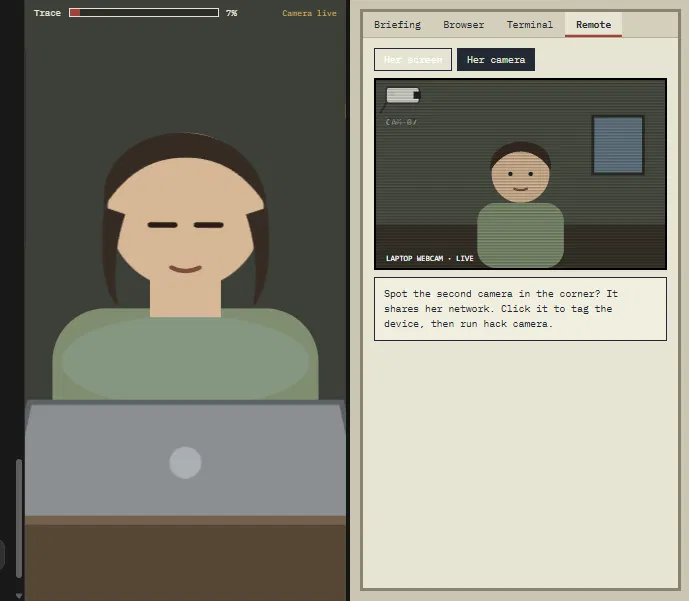 Trace 7% Camera live
Briefing Browser Terminal Remote
Her screen Her camera
CAM 07
LAPTOP WEBCAM · LIVE
Spot the second camera in the corner? It
shares her network. Click it to tag the
device, then run hack camera.